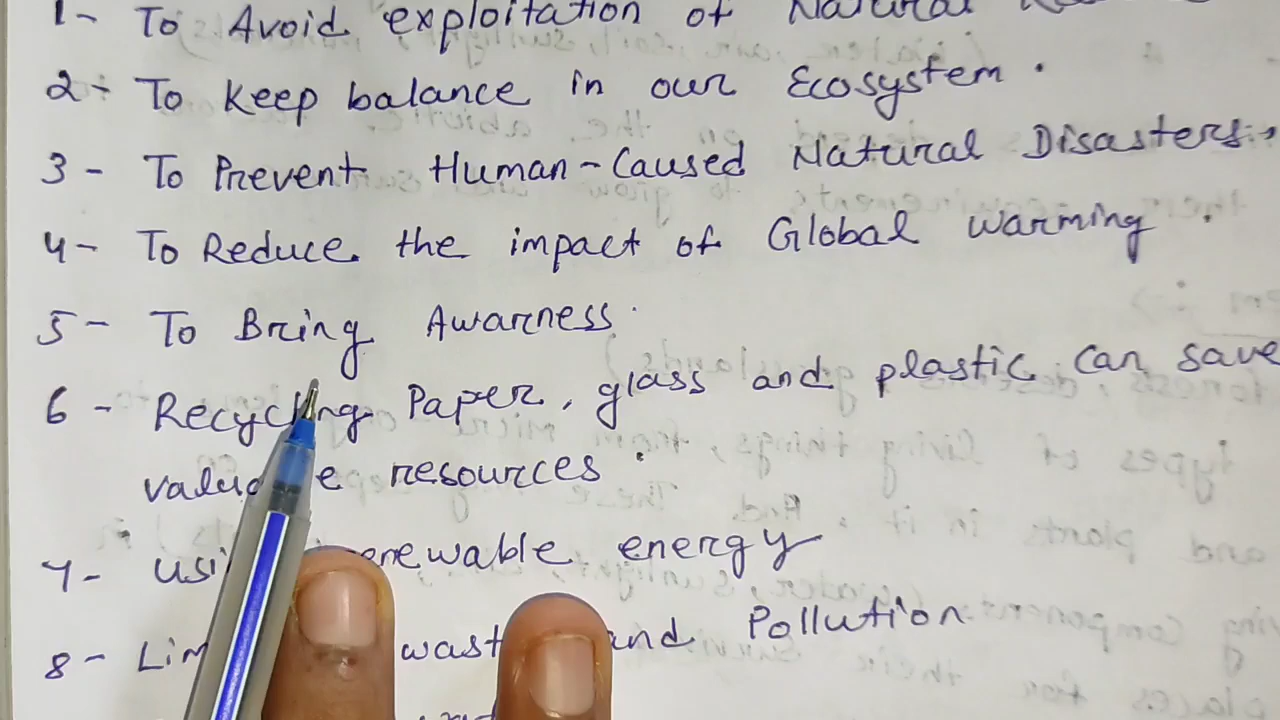 1- To Avoid exploitation of Natural
2- To Keep balance in our Ecosystem.
3- To Prevent Human-Caused Natural Disasters.
4- To Reduce the impact of Global warming.
5- To Bring Awarness.
6- Recycling Paper, glass and plastic can save
resources.
7- energy
8- and Pollution